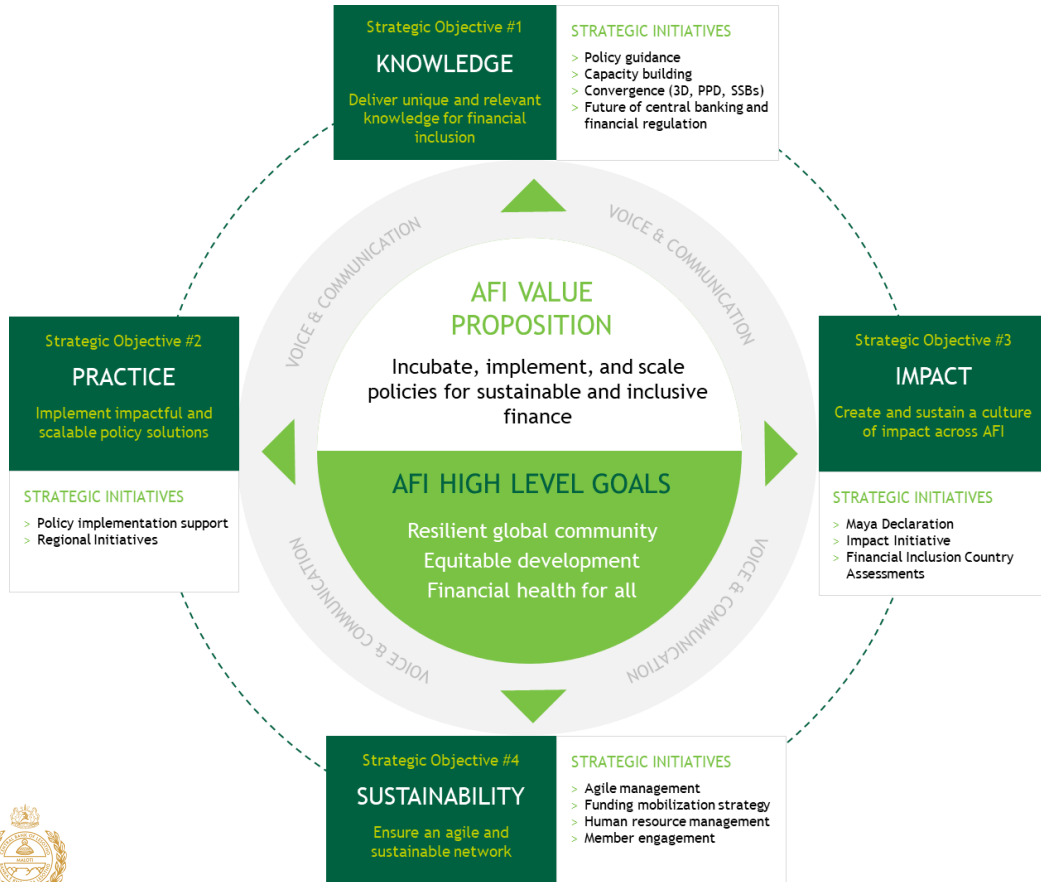 Strategic Objective #1
KNOWLEDGE
Deliver unique and relevant
knowledge for financial
inclusion
STRATEGIC INITIATIVES
> Policy guidance
> Capacity building
> Convergence (3D, PPD, SSBs)
> Future of central banking and
financial regulation
VOICE & COMMUNICATION
VOICE & COMMUNICATION
AFI VALUE
PROPOSITION
Incubate, implement, and scale
policies for sustainable and inclusive
finance
Strategic Objective #2
PRACTICE
Implement impactful and
scalable policy solutions
STRATEGIC INITIATIVES
> Policy implementation support
> Regional Initiatives
Strategic Objective #3
IMPACT
Create and sustain a culture
of impact across AFI
STRATEGIC INITIATIVES
> Maya Declaration
> Impact Initiative
> Financial Inclusion Country
Assessments
AFI HIGH LEVEL GOALS
Resilient global community
Equitable development
Financial health for all
VOICE & COMMUNICATION
VOICE & COMMUNICATION
Strategic Objective #4
SUSTAINABILITY
Ensure an agile and
sustainable network
STRATEGIC INITIATIVES
> Agile management
> Funding mobilization strategy
> Human resource management
> Member engagement